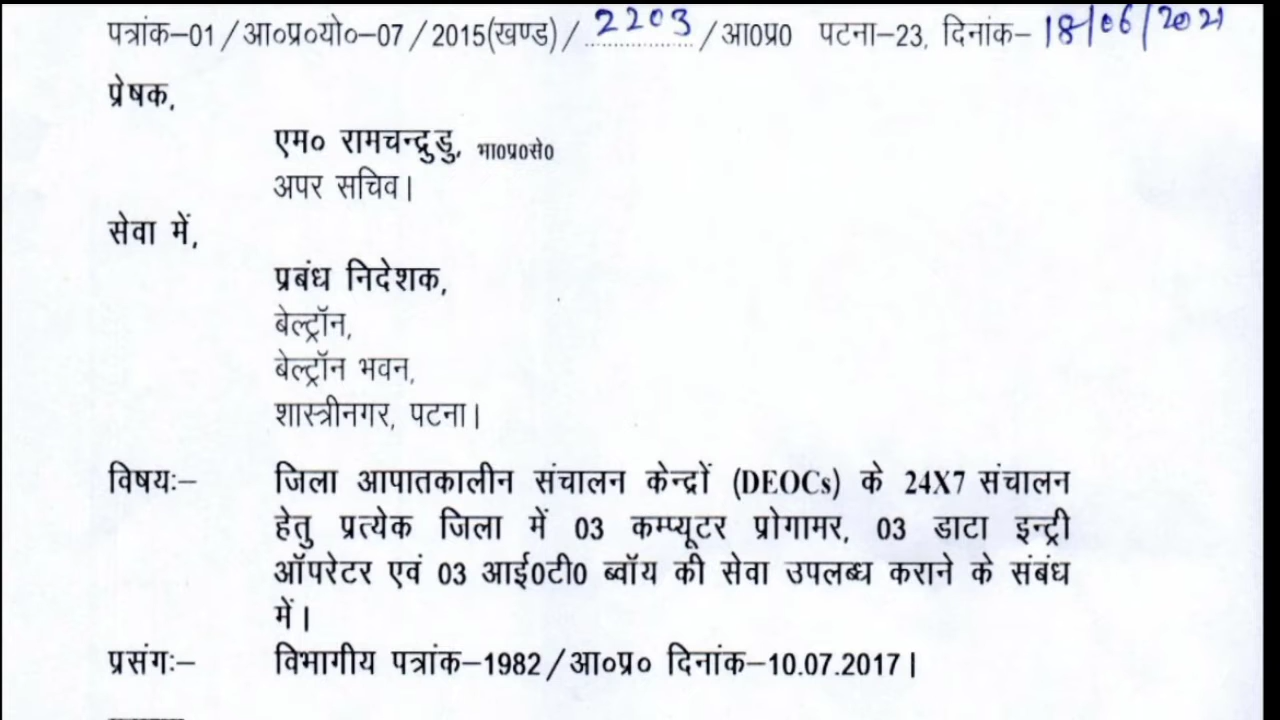 पत्रांक–01/आ०प्र०यो०–07/2015(खण्ड)/ 2203 /आ0प्र0 पटना–23, दिनांक– 18/06/2021
प्रेषक,
एम० रामचन्द्रुडु, भा0प्र0से0
अपर सचिव।
सेवा में,
प्रबंध निदेशक,
बेल्ट्रॉन,
बेल्ट्रॉन भवन,
शास्त्रीनगर, पटना।
विषयः– जिला आपातकालीन संचालन केन्द्रों (DEOCs) के 24X7 संचालन
हेतु प्रत्येक जिला में 03 कम्प्यूटर प्रोगामर, 03 डाटा इन्ट्री
ऑपरेटर एवं 03 आई0टी0 ब्वॉय की सेवा उपलब्ध कराने के संबंध
में।
प्रसंगः– विभागीय पत्रांक–1982/आ०प्र० दिनांक–10.07.2017।